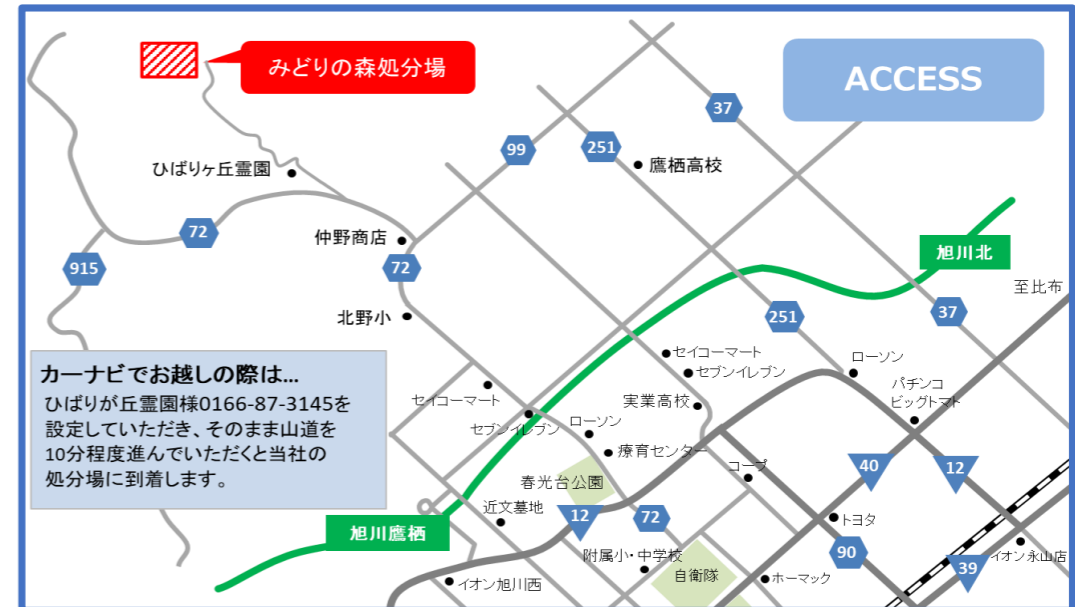 みどりの森処分場
ACCESS
37
99
251
鷹栖高校
ひばりヶ丘霊園
72
仲野商店
旭川北
915
72
至比布
北野小
251
37
カーナビでお越しの際は…
ひばりが丘霊園様0166-87-3145を
設定していただき、そのまま山道を
10分程度進んでいただくと当社の
処分場に到着します。
セイコーマート
セブンイレブン
ローソン
パチンコ
ビッグトマト
セイコーマート
実業高校
セブンイレブン
ローソン
療育センター
コープ
40
12
春光台公園
近文墓地
12
72
トヨタ
旭川鷹栖
附属小・中学校
90
イオン永山店
イオン旭川西
自衛隊
ホーマック
39